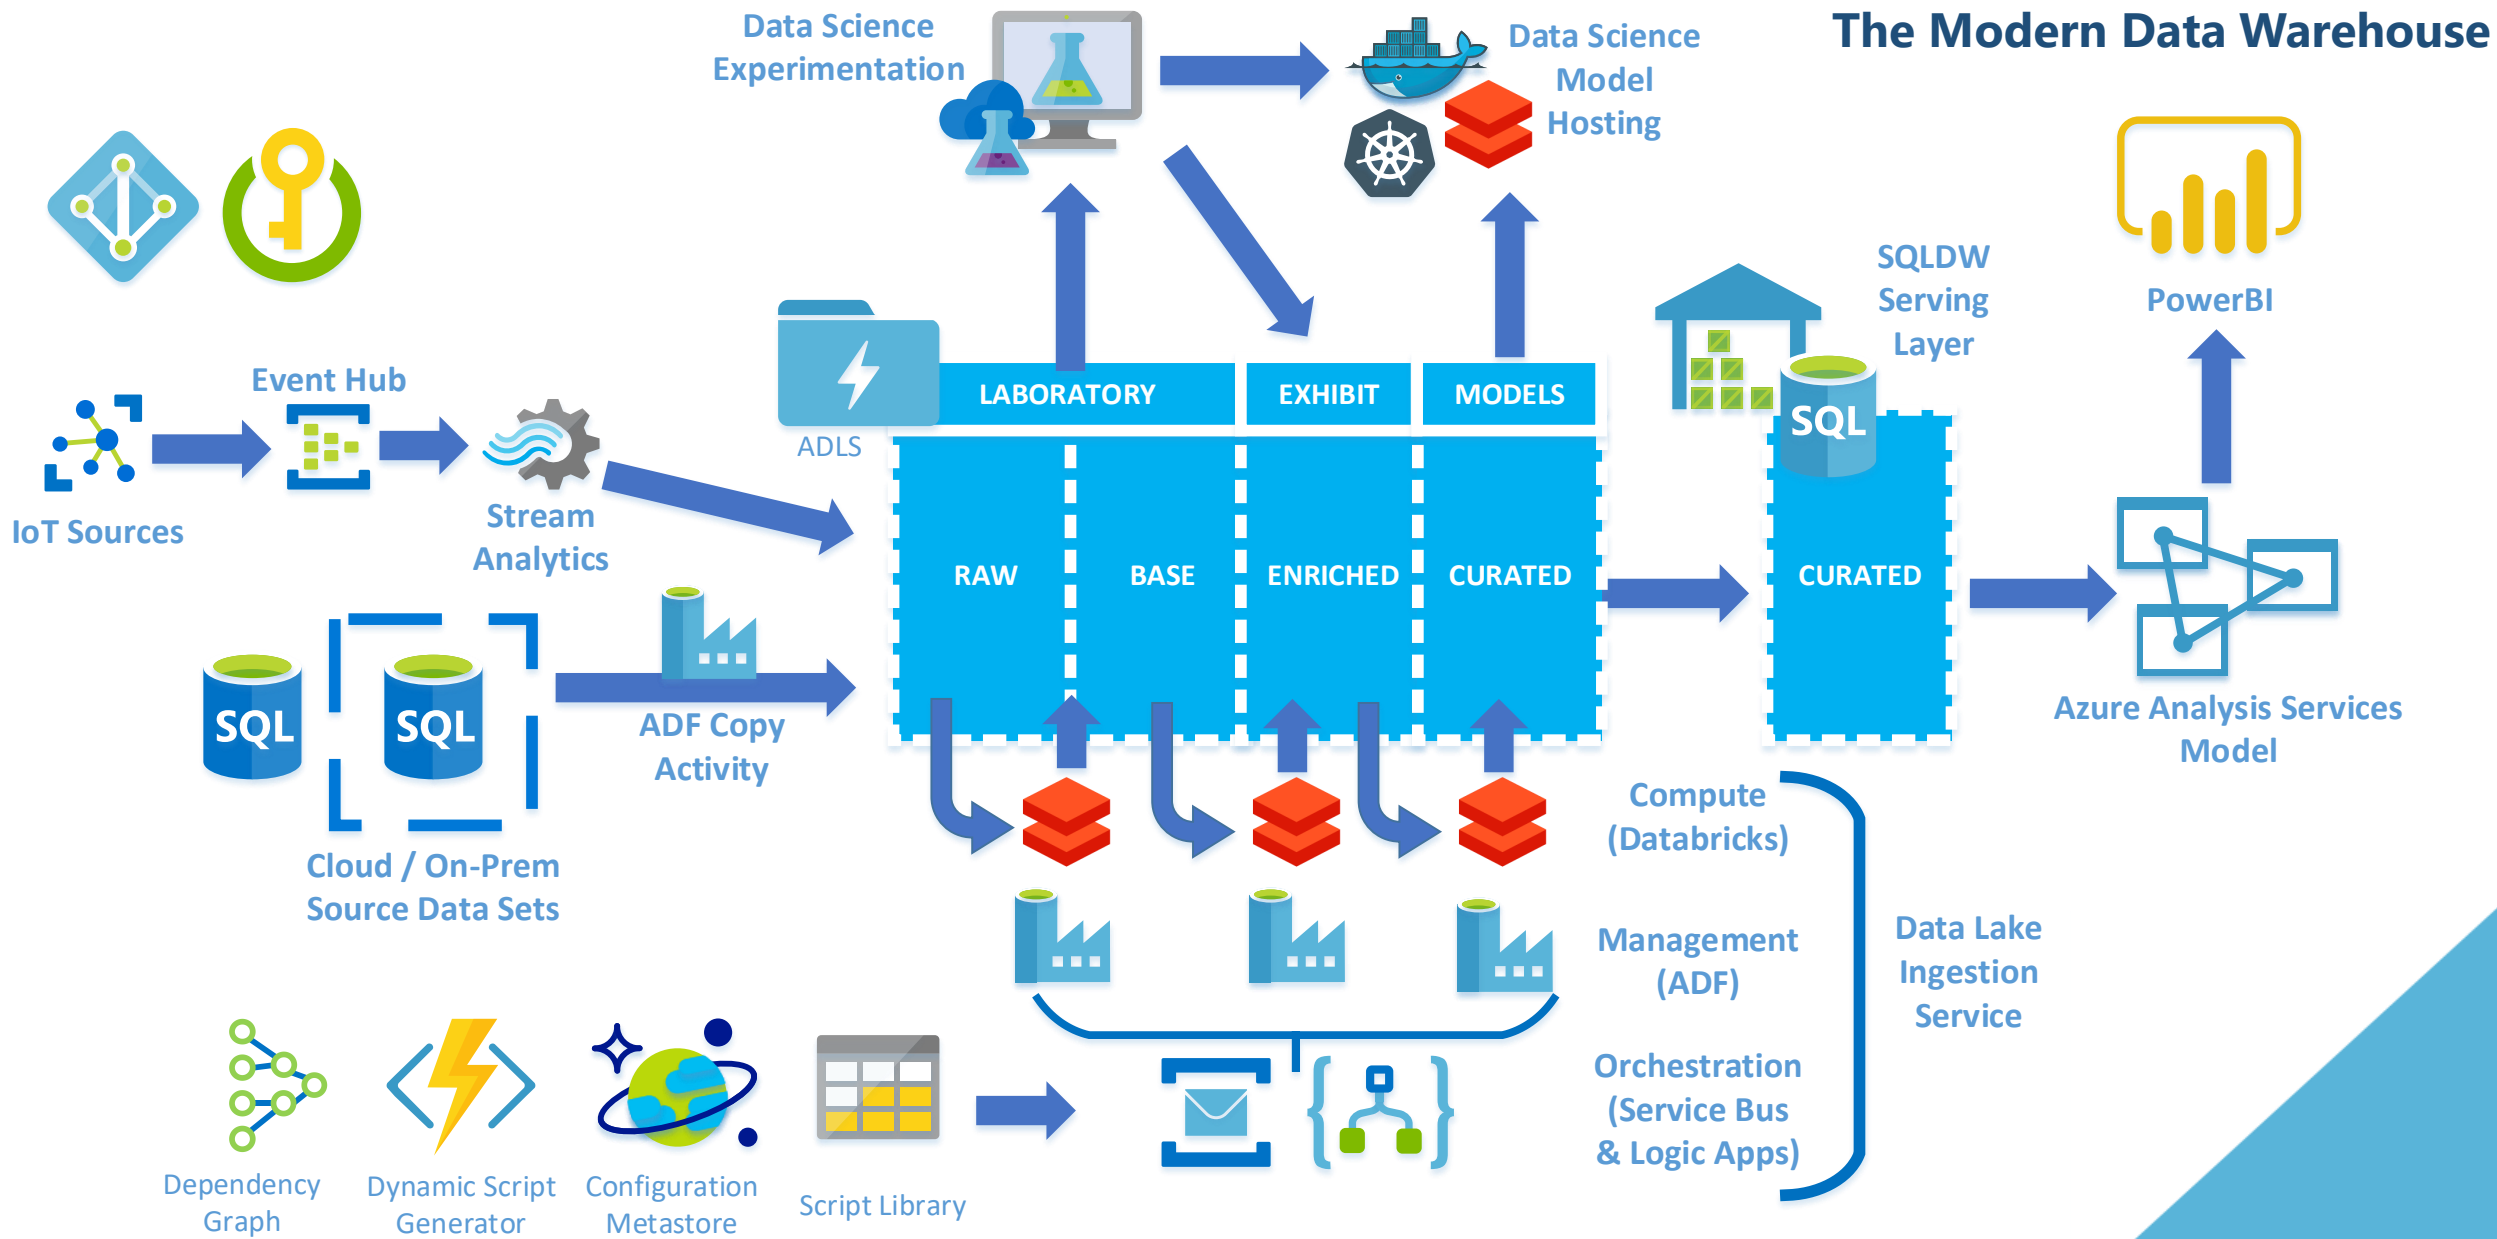 The Modern Data Warehouse
Data Science
Experimentation
Data Science
Model
Hosting
SQLDW
Serving
Layer
PowerBI
Event Hub
IoT Sources
Stream
Analytics
ADLS
LABORATORY
EXHIBIT
MODELS
RAW
BASE
ENRICHED
CURATED
SQL
CURATED
Azure Analysis Services
Model
SQL
SQL
Cloud / On-Prem
Source Data Sets
ADF Copy
Activity
Compute
(Databricks)
Management
(ADF)
Orchestration
(Service Bus
& Logic Apps)
Data Lake
Ingestion
Service
Dependency
Graph
Dynamic Script
Generator
Configuration
Metastore
Script Library